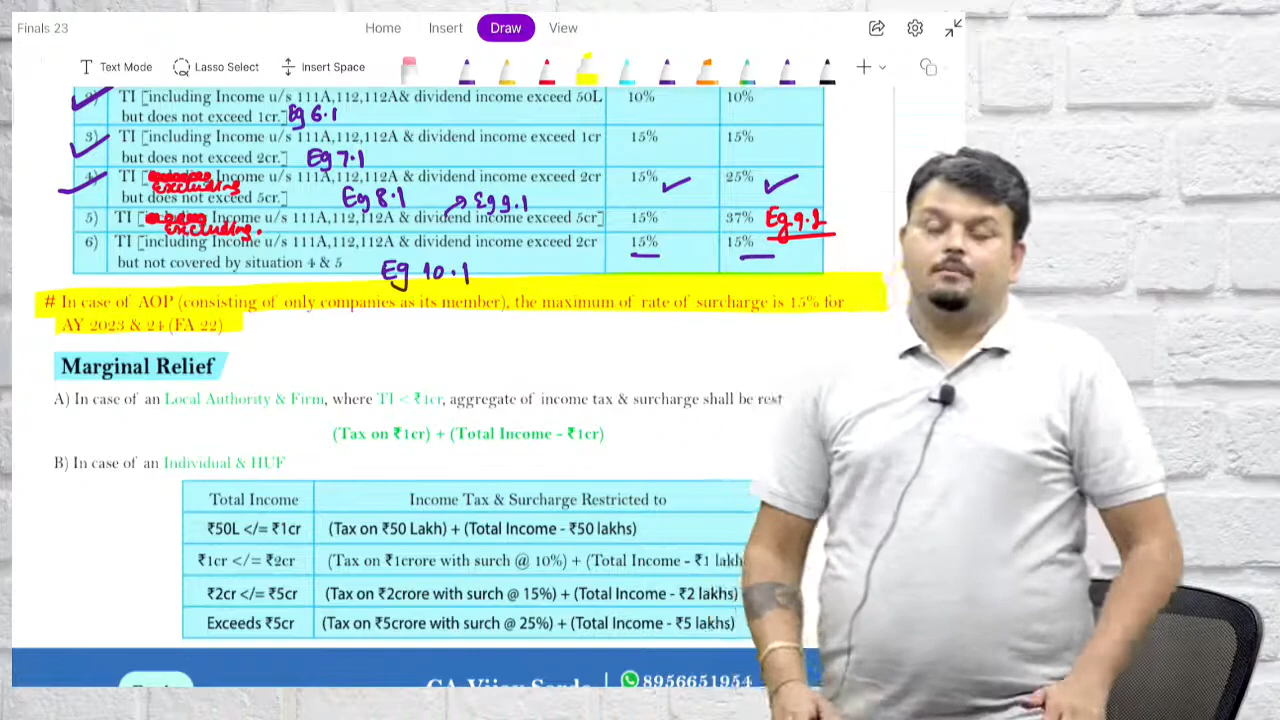 Finals 23
Home Insert Draw View
T Text Mode Lasso Select Insert Space
TI [including Income u/s 111A,112,112A& dividend income exceed 50L 10% 10%
but does not exceed 1cr.] Eg 6.1
3) TI [including Income u/s 111A,112,112A & dividend income exceed 1cr 15% 15%
but does not exceed 2cr.] Eg 7.1
4) TI [ Income u/s 111A,112,112A & dividend income exceed 2cr 15% 25%
excluding
but does not exceed 5cr.] Eg 8.1 Eg 9.1
5) TI [ Income u/s 111A,112,112A & dividend income exceed 5cr] 15% 37% Eg 9.2
excluding.
6) TI [including Income u/s 111A,112,112A & dividend income exceed 2cr 15% 15%
but not covered by situation 4 & 5 Eg 10.1
# In case of AOP (consisting of only companies as its member), the maximum of rate of surcharge is 15% for
AY 2023 & 24 (FA 22)
Marginal Relief
A) In case of an Local Authority & Firm, where TI < ₹1cr, aggregate of income tax & surcharge shall be rest
(Tax on ₹1cr) + (Total Income - ₹1cr)
B) In case of an Individual & HUF
Total Income Income Tax & Surcharge Restricted to
₹50L </= ₹1cr (Tax on ₹50 Lakh) + (Total Income - ₹50 lakhs)
₹1cr </= ₹2cr (Tax on ₹1crore with surch @ 10%) + (Total Income - ₹1 lakh
₹2cr </= ₹5cr (Tax on ₹2crore with surch @ 15%) + (Total Income - ₹2 lakhs)
Exceeds ₹5cr (Tax on ₹5crore with surch @ 25%) + (Total Income - ₹5 lakhs)
CA Vijay Sarda | 8956651954